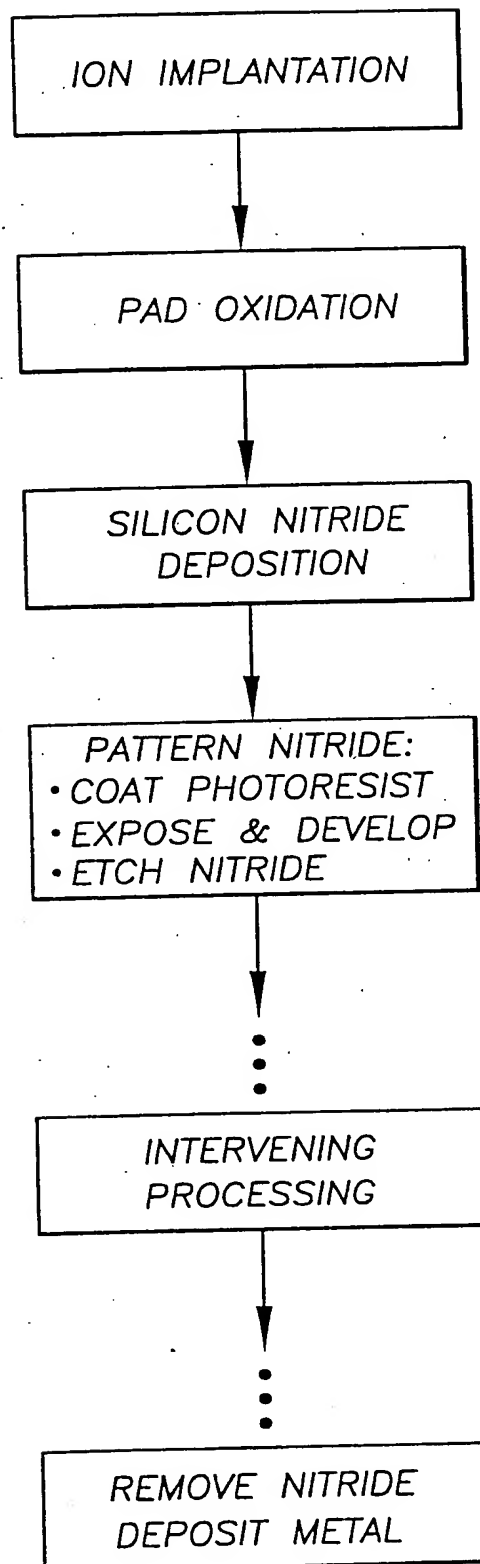 ION IMPLANTATION
PAD OXIDATION
SILICON NITRIDE
DEPOSITION
PATTERN NITRIDE:
• COAT PHOTORESIST
• EXPOSE & DEVELOP
• ETCH NITRIDE
INTERVENING
PROCESSING
REMOVE NITRIDE
DEPOSIT METAL